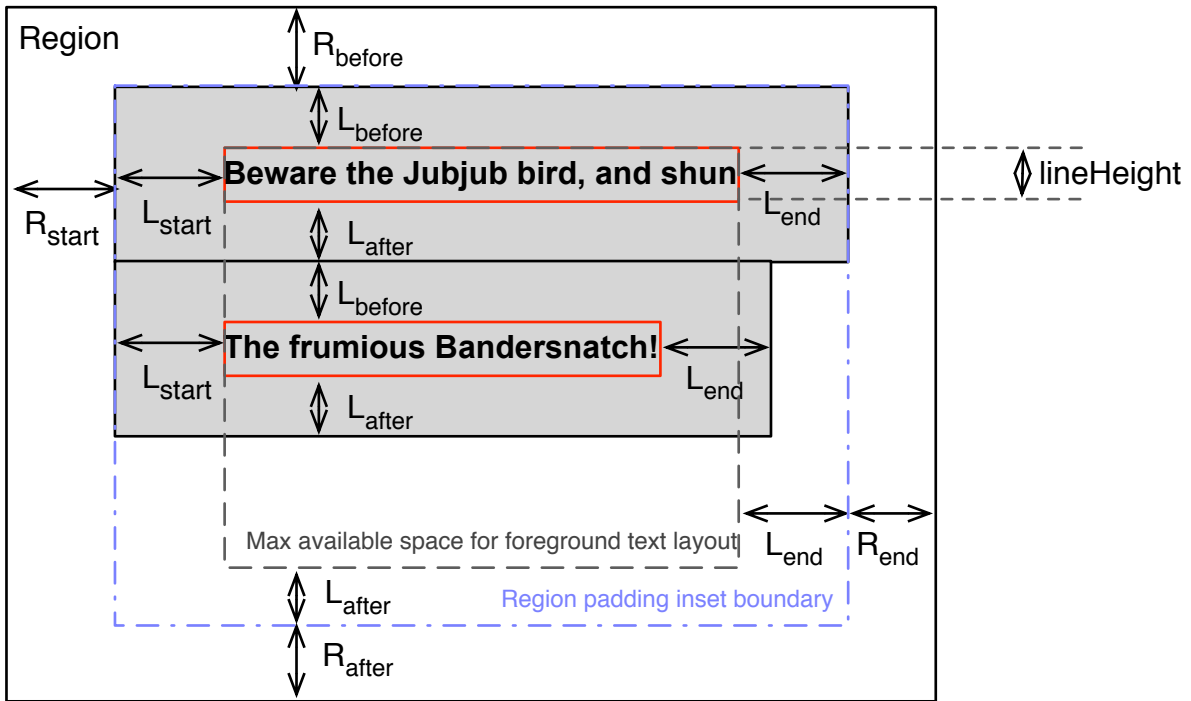 Region
Rbefore
Lbefore
Beware the Jubjub bird, and shun
lineHeight
Rstart
Lstart
Lend
Lafter
Lbefore
The frumious Bandersnatch!
Lstart
Lend
Lafter
Max available space for foreground text layout
Lend
Rend
Lafter
Region padding inset boundary
Rafter